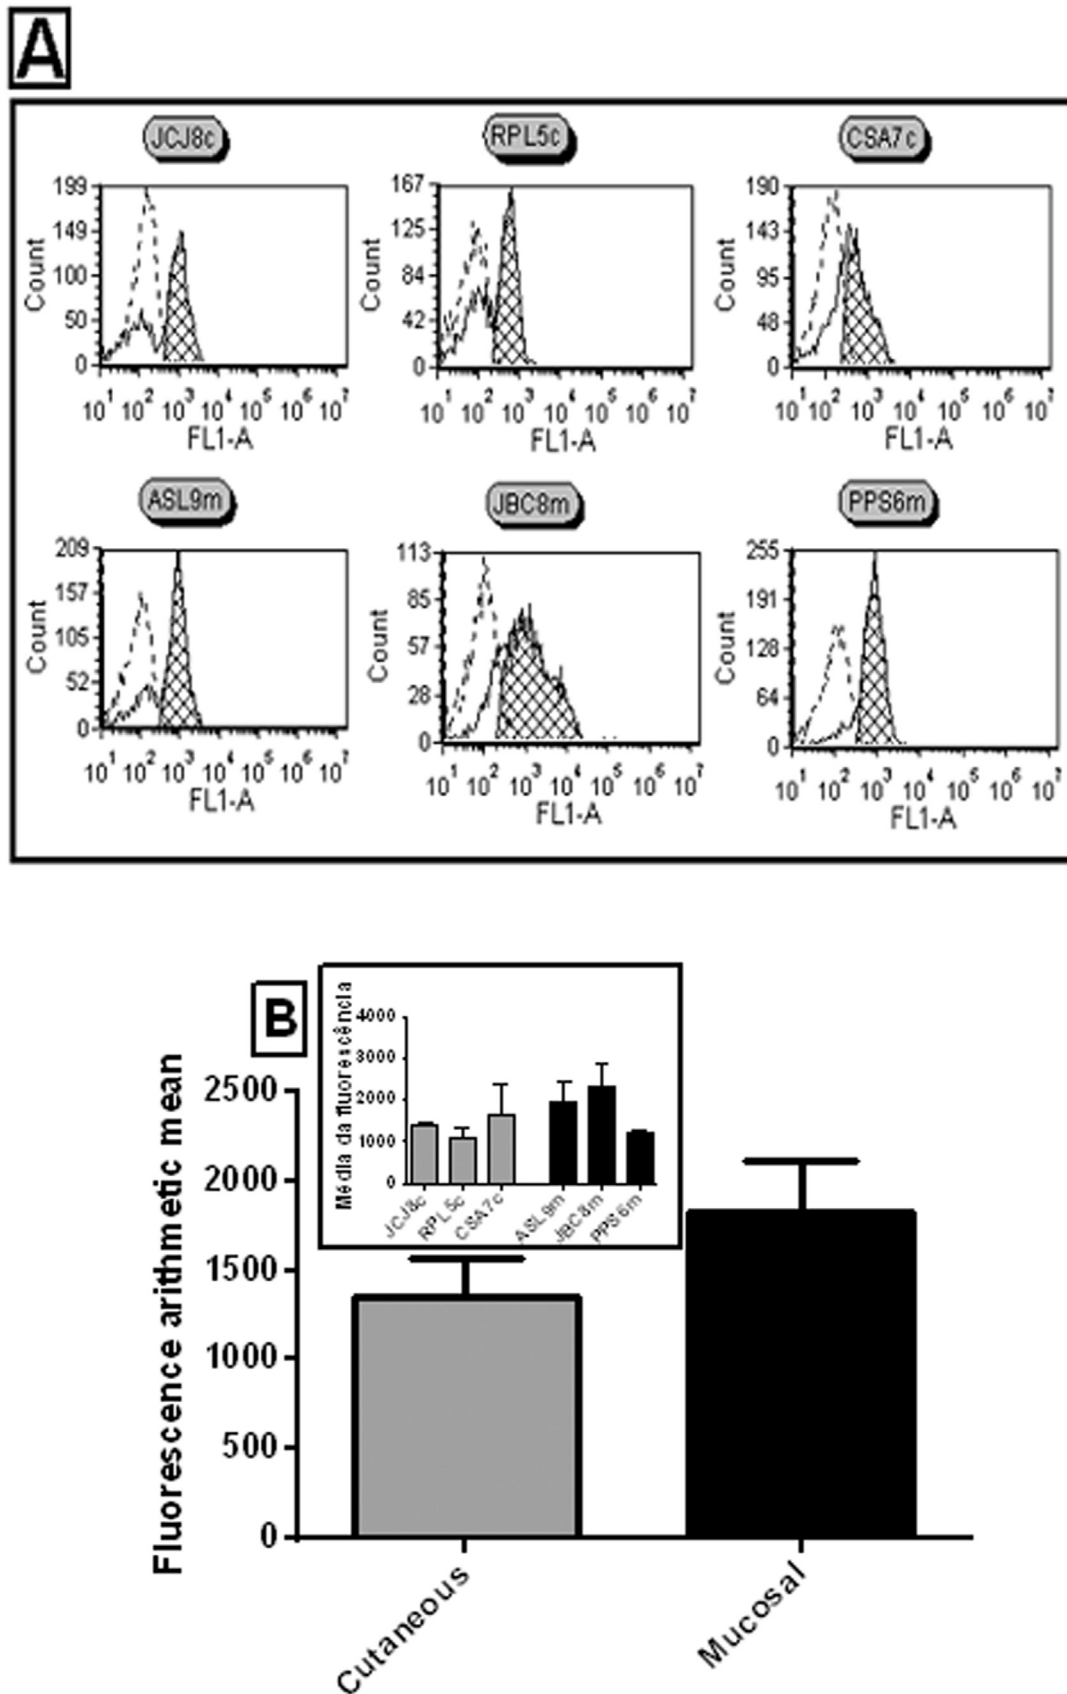 A
JCJ8c RPL5c CSA7c
199 167 190
149 125 143
100 84 95
50 42 48
0 0 0
Count Count Count
10¹ 10² 10³ 10⁴ 10⁵ 10⁶ 10⁷ 10¹ 10² 10³ 10⁴ 10⁵ 10⁶ 10⁷ 10¹ 10² 10³ 10⁴ 10⁵ 10⁶ 10⁷
FL1-A FL1-A FL1-A
ASL9m JBC8m PPS6m
209 113 255
157 85 191
105 57 128
52 28 64
0 0 0
Count Count Count
10¹ 10² 10³ 10⁴ 10⁵ 10⁶ 10⁷ 10¹ 10² 10³ 10⁴ 10⁵ 10⁶ 10⁷ 10¹ 10² 10³ 10⁴ 10⁵ 10⁶ 10⁷
FL1-A FL1-A FL1-A
B
Média da fluorescência
4000
3000
2000
1000
0
JCJ8c RPL5c CSA7c ASL9m JBC8m PPS6m
Fluorescence arithmetic mean
2500
2000
1500
1000
500
0
Cutaneous Mucosal